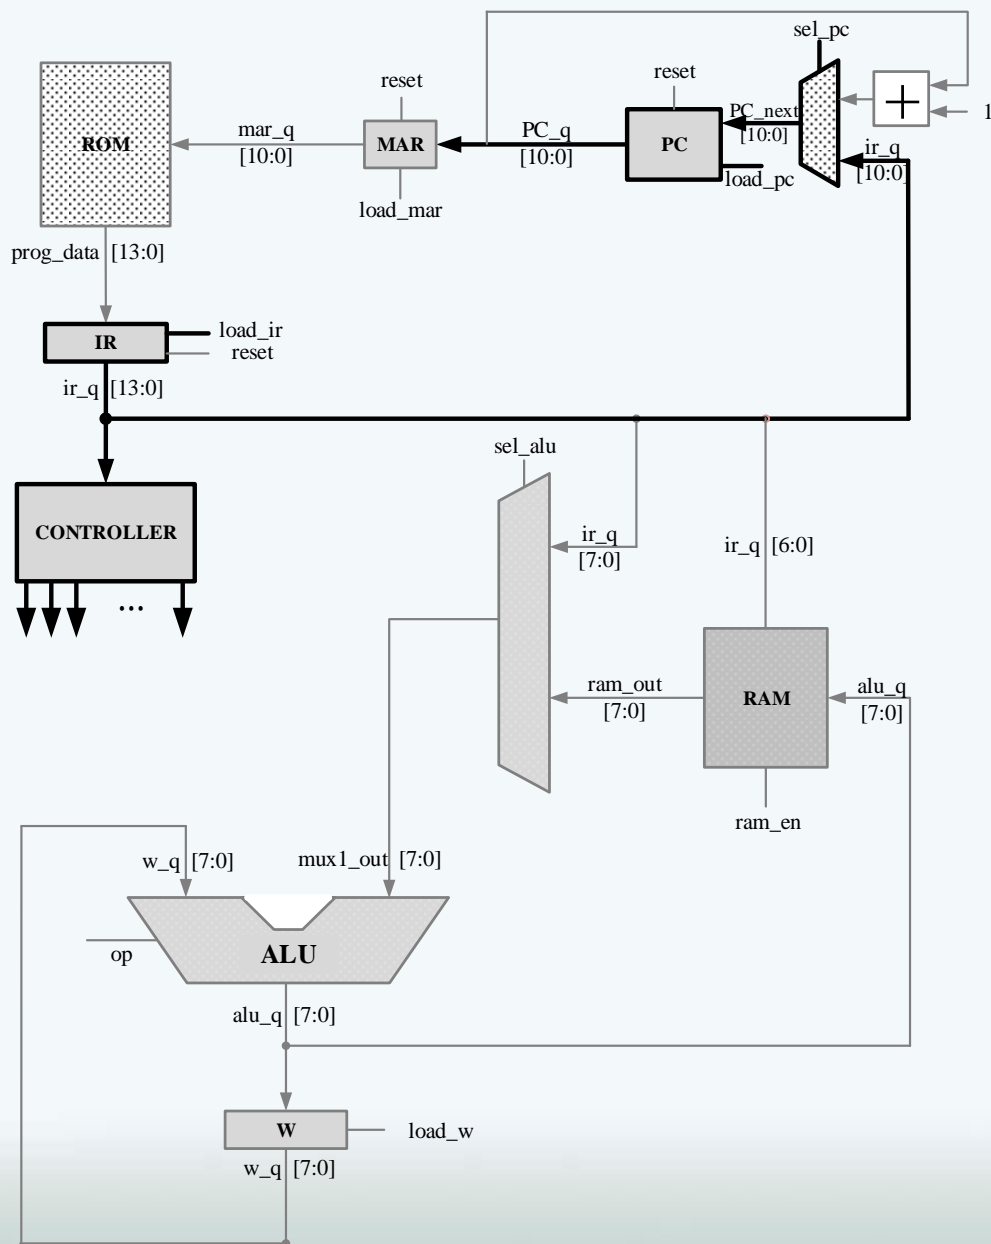 sel_pc
reset
reset
ROM
mar_q
[10:0]
MAR
load_mar
PC_q
[10:0]
PC
load_pc
PC_next
[10:0]
+
1
ir_q
[10:0]
prog_data [13:0]
IR
load_ir
reset
ir_q [13:0]
CONTROLLER
...
sel_alu
ir_q
[7:0]
ir_q [6:0]
ram_out
[7:0]
RAM
alu_q
[7:0]
ram_en
w_q [7:0]
mux1_out [7:0]
op
ALU
alu_q [7:0]
W
load_w
w_q [7:0]